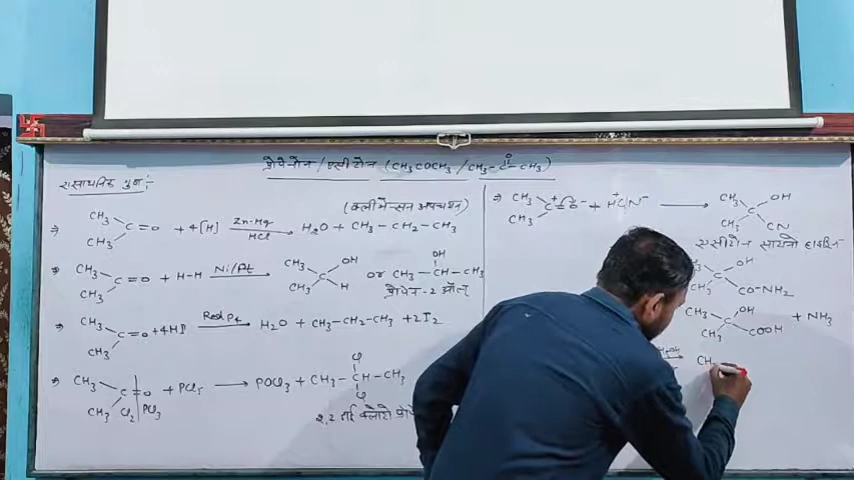 प्रोपेनोन / एसीटोन (CH₃COCH₃ / CH₃-C(=O)-CH₃)
रासायनिक गुण :-
(क्लीमेन्सन अपचयन)
⇒ CH₃ CH₃ >C=O + 4[H] Zn-Hg/HCl → H₂O + CH₃-CH₂-CH₃
⇒ CH₃ CH₃ >C=O + H-H Ni/Pt → CH₃ CH₃ >C< OH H or CH₃-CH(OH)-CH₃
प्रोपेन-2 ऑल
⇒ CH₃ CH₃ >C=O + 4HI Red P₄ → H₂O + CH₃-CH₂-CH₃ + 2I₂
⇒ CH₃ CH₃ >C=O + PCl₅ → POCl₃ + CH₃-CH-CH₃ Cl Cl
Cl₂ PCl₃
2,2 डाई क्लोरो
⇒ CH₃ CH₃ >C⁺=O⁻ + H⁺CN⁻ → CH₃ CH₃ >C< OH CN
एसीटोन सायनो हाइड्रिन
CH₃ >C< OH CO-NH₂
CH₃ CH₃ >C< OH COOH + NH₃
CH